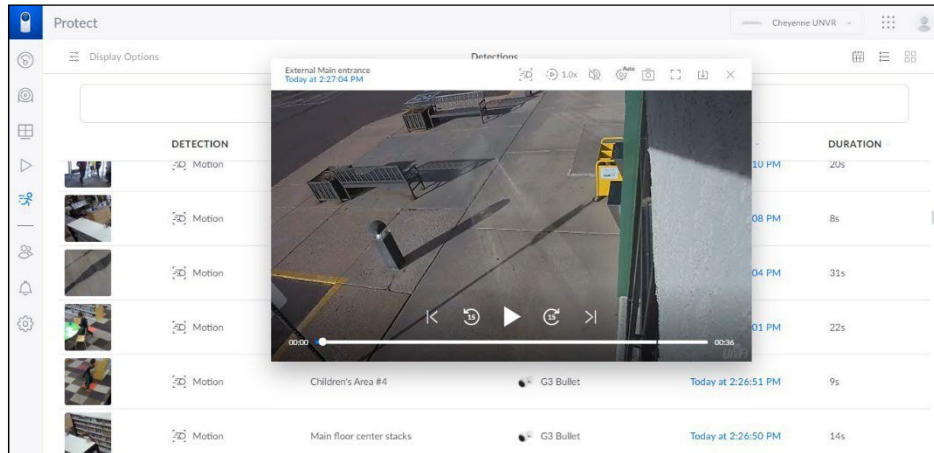 Protect
Cheyenne UNVR
Display Options
Detections
External Main entrance
Today at 2:27:04 PM
1.0x
Auto
DETECTION
DURATION
Motion
10 PM
20s
Motion
08 PM
8s
Motion
04 PM
31s
Motion
01 PM
22s
15
15
00:00
00:36
Motion
Children's Area #4
G3 Bullet
Today at 2:26:51 PM
9s
Motion
Main floor center stacks
G3 Bullet
Today at 2:26:50 PM
14s